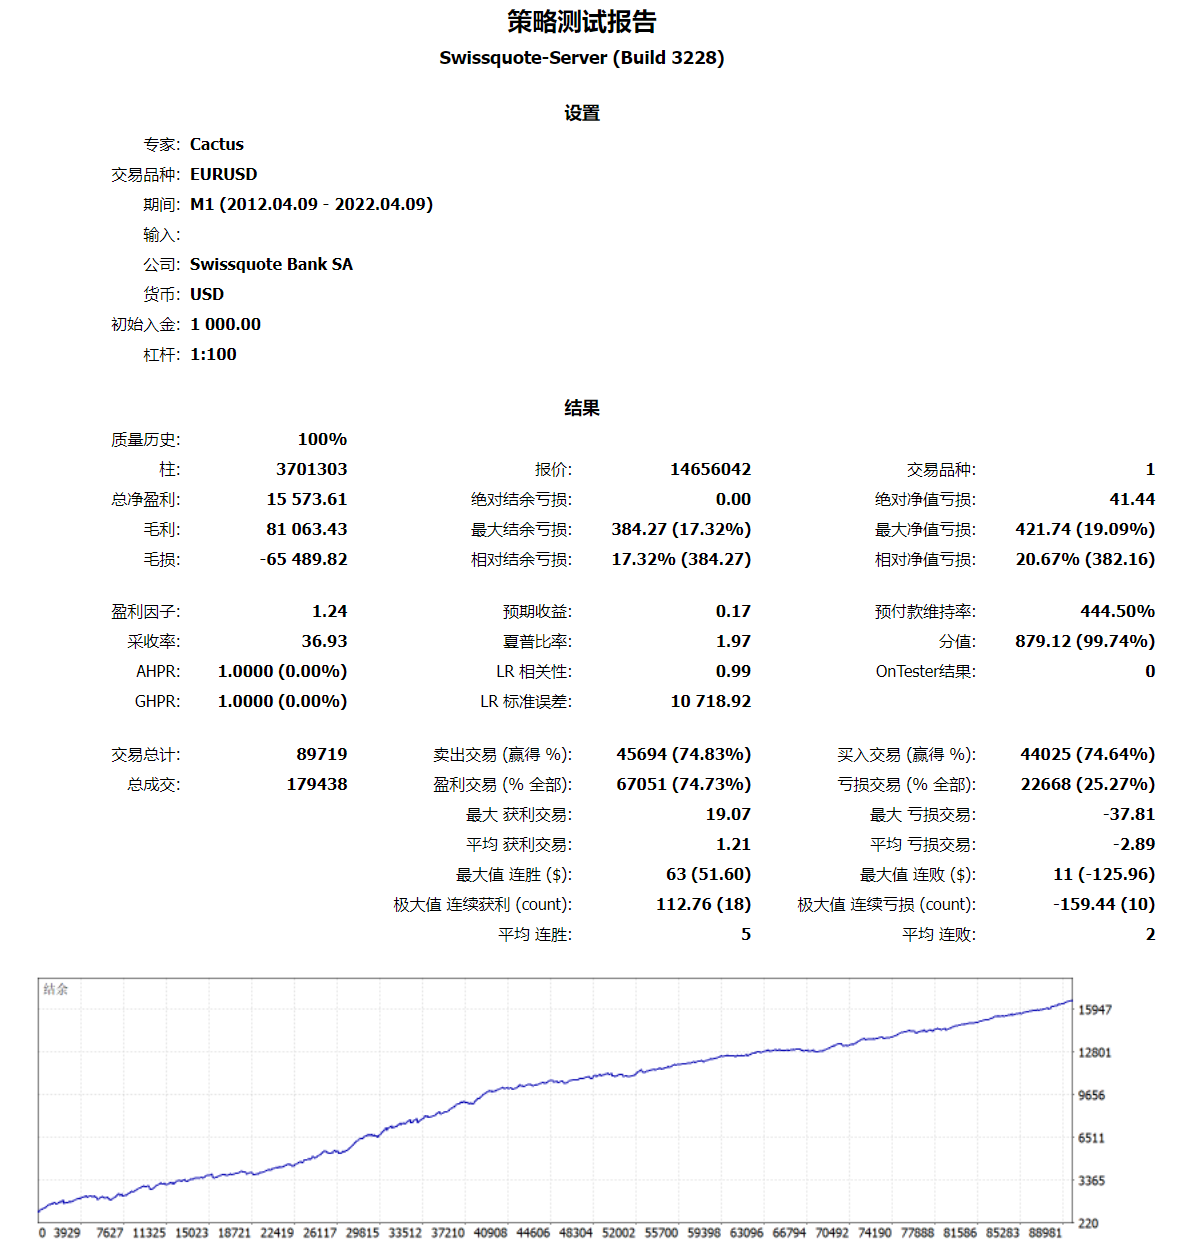 策略测试报告
Swissquote-Server (Build 3228)
设置
专家: Cactus
交易品种: EURUSD
期间: M1 (2012.04.09 - 2022.04.09)
输入:
公司: Swissquote Bank SA
货币: USD
初始入金: 1 000.00
杠杆: 1:100
结果
质量历史: 100%
柱: 3701303 报价: 14656042 交易品种: 1
总净盈利: 15 573.61 绝对结余亏损: 0.00 绝对净值亏损: 41.44
毛利: 81 063.43 最大结余亏损: 384.27 (17.32%) 最大净值亏损: 421.74 (19.09%)
毛损: -65 489.82 相对结余亏损: 17.32% (384.27) 相对净值亏损: 20.67% (382.16)
盈利因子: 1.24 预期收益: 0.17 预付款维持率: 444.50%
采收率: 36.93 夏普比率: 1.97 分值: 879.12 (99.74%)
AHPR: 1.0000 (0.00%) LR 相关性: 0.99 OnTester结果: 0
GHPR: 1.0000 (0.00%) LR 标准误差: 10 718.92
交易总计: 89719 卖出交易 (赢得 %): 45694 (74.83%) 买入交易 (赢得 %): 44025 (74.64%)
总成交: 179438 盈利交易 (% 全部): 67051 (74.73%) 亏损交易 (% 全部): 22668 (25.27%)
最大 获利交易: 19.07 最大 亏损交易: -37.81
平均 获利交易: 1.21 平均 亏损交易: -2.89
最大值 连胜 ($): 63 (51.60) 最大值 连败 ($): 11 (-125.96)
极大值 连续获利 (count): 112.76 (18) 极大值 连续亏损 (count): -159.44 (10)
平均 连胜: 5 平均 连败: 2
结余
15947
12801
9656
6511
3365
220
0 3929 7627 11325 15023 18721 22419 26117 29815 33512 37210 40908 44606 48304 52002 55700 59398 63096 66794 70492 74190 77888 81586 85283 88981